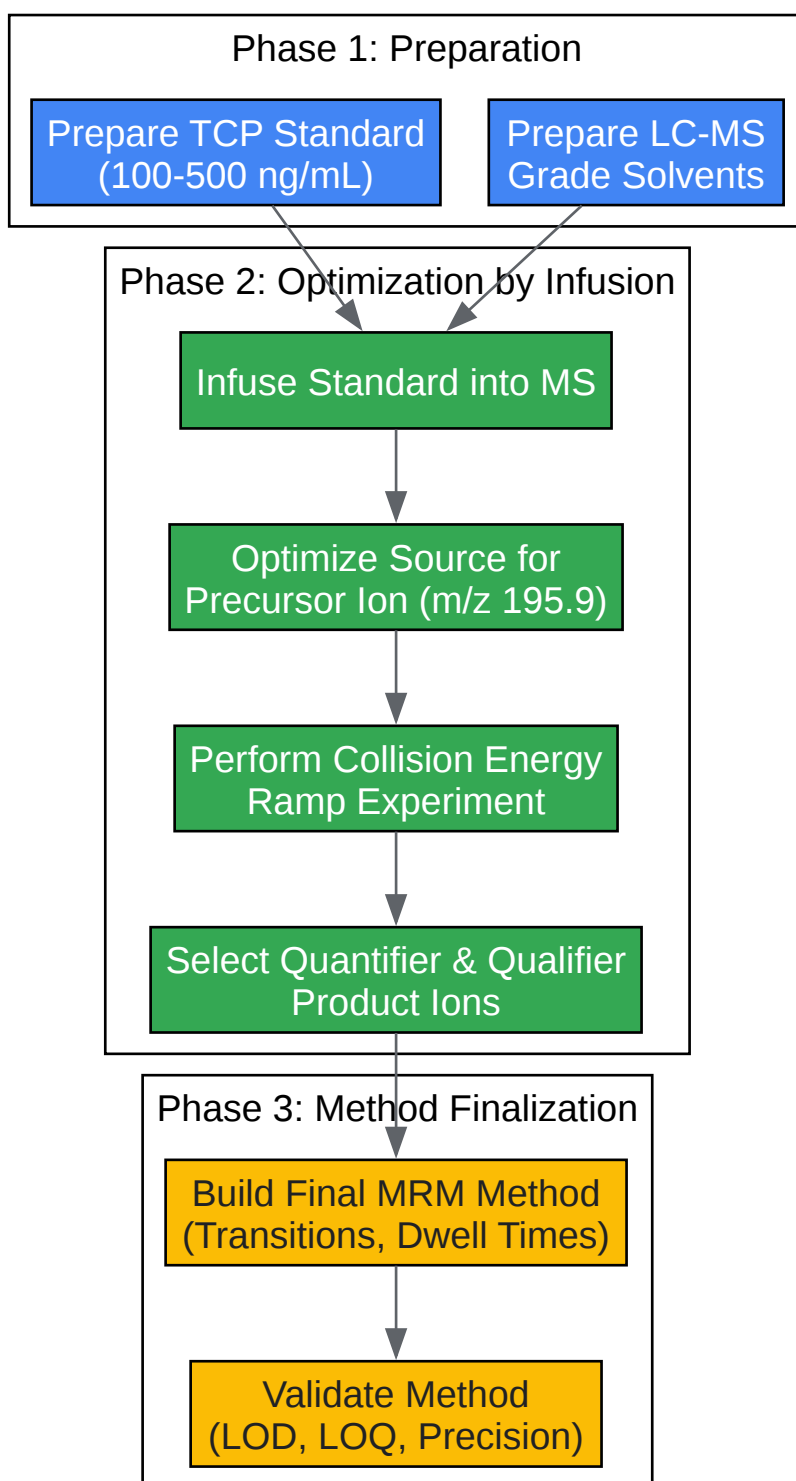 Phase 1: Preparation
Prepare TCP Standard
(100-500 ng/mL)
Prepare LC-MS
Grade Solvents
Phase 2: Optimization by Infusion
Infuse Standard into MS
Optimize Source for
Precursor Ion (m/z 195.9)
Perform Collision Energy
Ramp Experiment
Select Quantifier & Qualifier
Product Ions
Phase 3: Method Finalization
Build Final MRM Method
(Transitions, Dwell Times)
Validate Method
(LOD, LOQ, Precision)